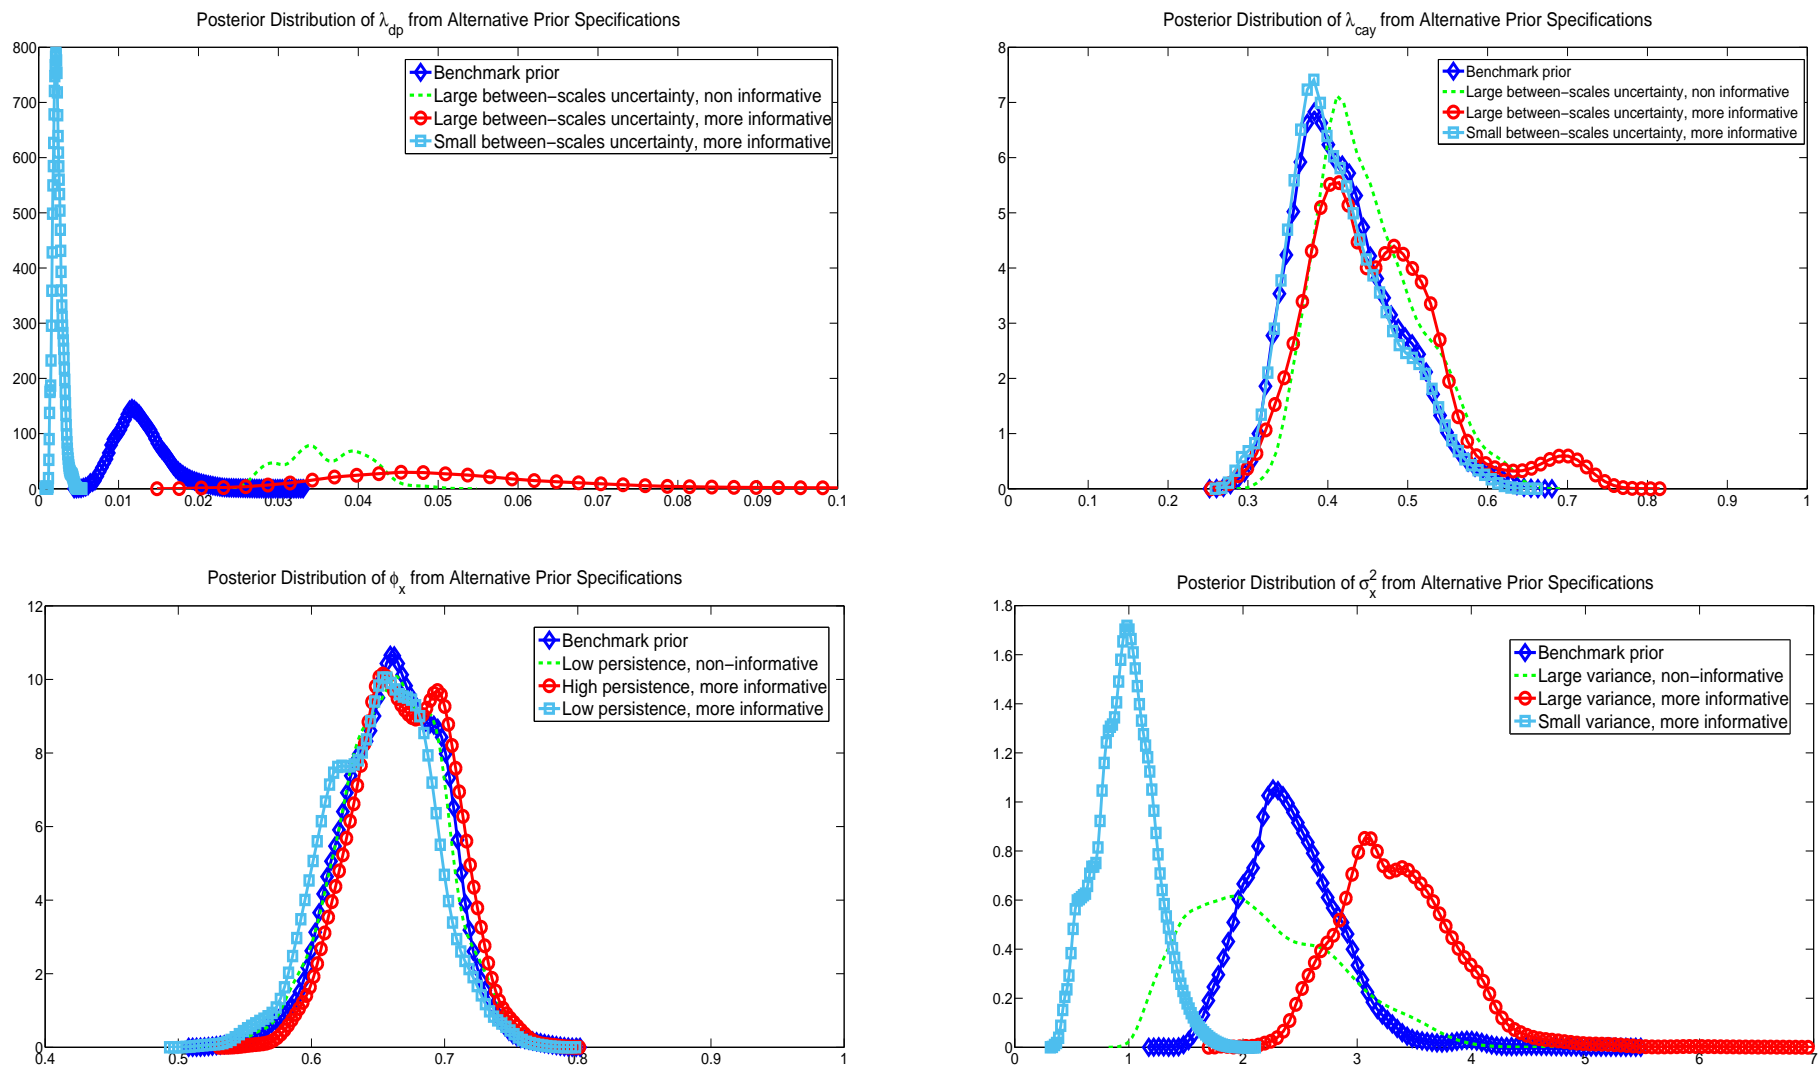 Posterior Distribution of λdp from Alternative Prior Specifications
800
700
600
500
400
300
200
100
0
Benchmark prior
Large between−scales uncertainty, non informative
Large between−scales uncertainty, more informative
Small between−scales uncertainty, more informative
0 0.01 0.02 0.03 0.04 0.05 0.06 0.07 0.08 0.09 0.1
Posterior Distribution of λcay from Alternative Prior Specifications
8
7
6
5
4
3
2
1
0
Benchmark prior
Large between−scales uncertainty, non informative
Large between−scales uncertainty, more informative
Small between−scales uncertainty, more informative
0 0.1 0.2 0.3 0.4 0.5 0.6 0.7 0.8 0.9 1
Posterior Distribution of ϕx from Alternative Prior Specifications
12
10
8
6
4
2
0
Benchmark prior
Low persistence, non−informative
High persistence, more informative
Low persistence, more informative
0.4 0.5 0.6 0.7 0.8 0.9 1
Posterior Distribution of σx2 from Alternative Prior Specifications
1.8
1.6
1.4
1.2
1
0.8
0.6
0.4
0.2
0
Benchmark prior
Large variance, non−informative
Large variance, more informative
Small variance, more informative
0 1 2 3 4 5 6 7